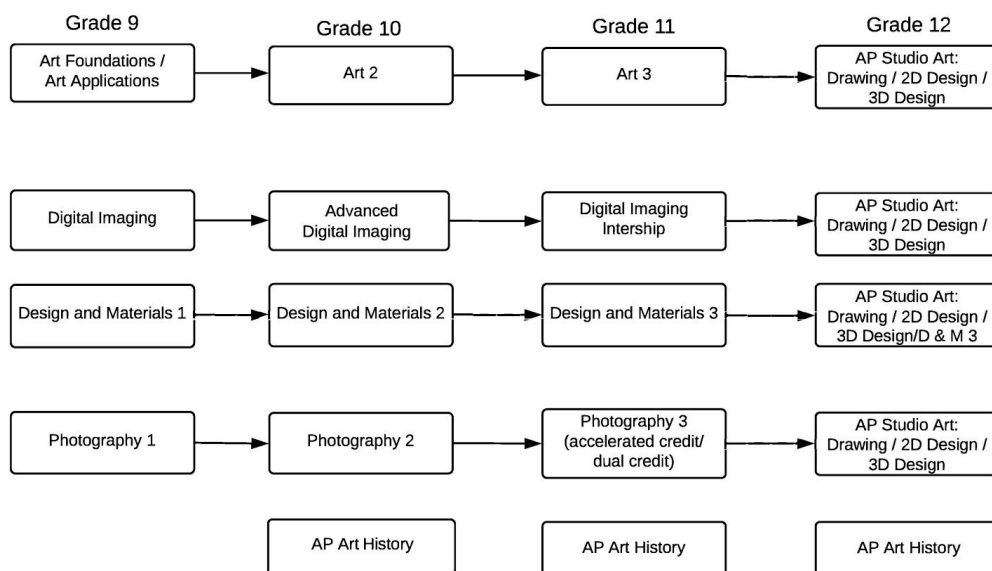 Grade 9
Grade 10
Grade 11
Grade 12
Art Foundations /
Art Applications
Art 2
Art 3
AP Studio Art:
Drawing / 2D Design /
3D Design
Digital Imaging
Advanced
Digital Imaging
Digital Imaging
Intership
AP Studio Art:
Drawing / 2D Design /
3D Design
Design and Materials 1
Design and Materials 2
Design and Materials 3
AP Studio Art:
Drawing / 2D Design /
3D Design/D & M 3
Photography 1
Photography 2
Photography 3
(accelerated credit/
dual credit)
AP Studio Art:
Drawing / 2D Design /
3D Design
AP Art History
AP Art History
AP Art History